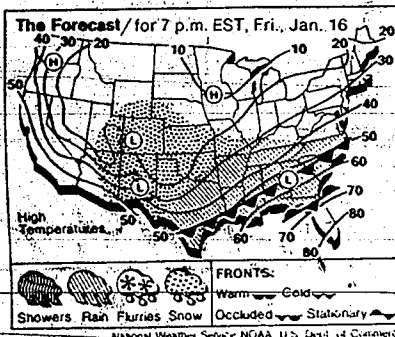 The Forecast/for 7 p.m. EST, Fri., Jan. 16
40 30 20 10 10 20 20
50 30
H H
40
L 50
60
L L
70
High
Temperatures
50 50 60 70 80
80
FRONTS:
Warm Cold
Showers Rain Flurries Snow Occluded Stationary
National Weather Service NOAA U.S. Dept. of Commerce